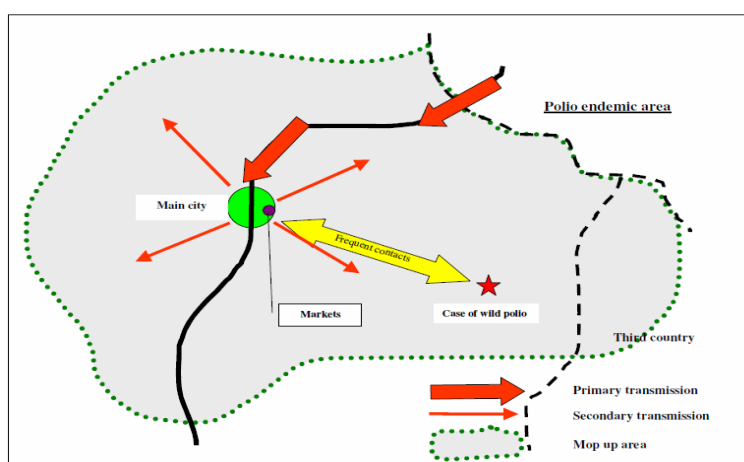 Polio endemic area
Main city
Frequent contacts
Markets
Case of wild polio
Third country
Primary transmission
Secondary transmission
Mop up area